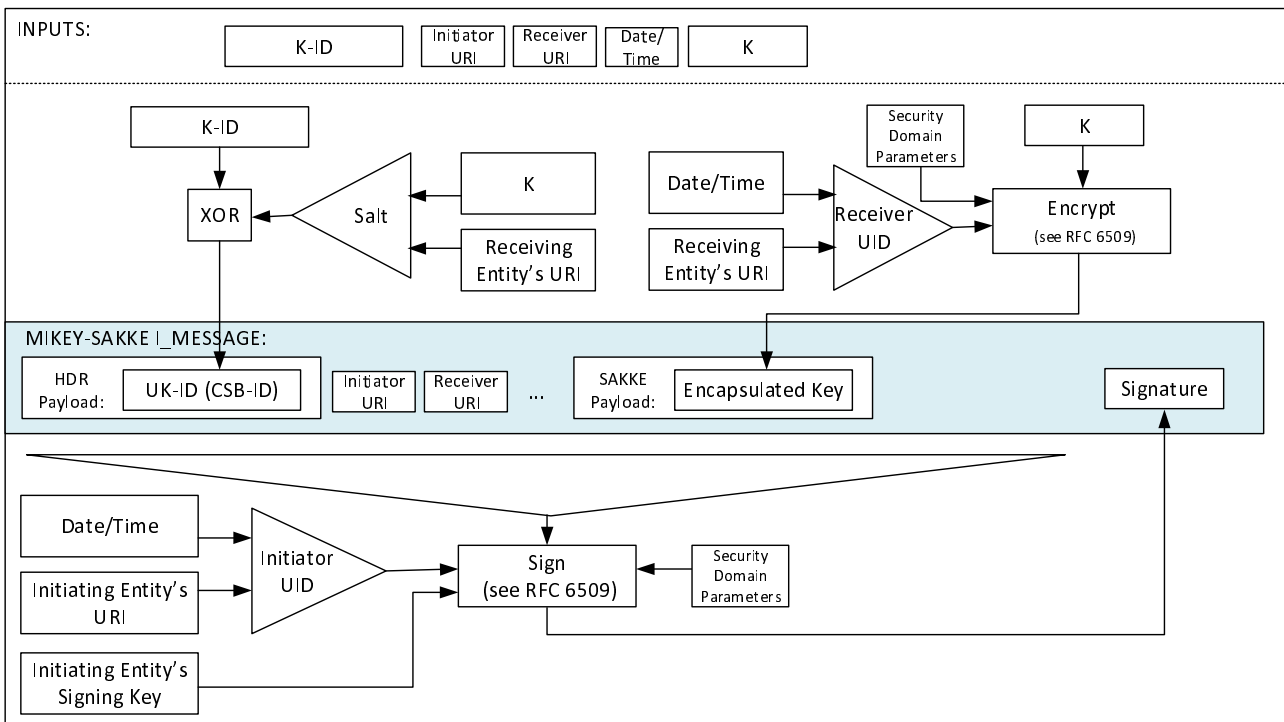 INPUTS:
K-ID
Initiator
URI
Receiver
URI
Date/
Time
K
K-ID
XOR
Salt
K
Receiving
Entity’s URI
Date/Time
Receiving
Entity’s URI
Receiver
UID
Security
Domain
Parameters
K
Encrypt
(see RFC 6509)
MIKEY-SAKKE I_MESSAGE:
HDR
Payload:
UK-ID (CSB-ID)
Initiator
URI
Receiver
URI
...
SAKKE
Payload:
Encapsulated Key
Signature
Date/Time
Initiating Entity’s
URI
Initiator
UID
Initiating Entity’s
Signing Key
Sign
(see RFC 6509)
Security
Domain
Parameters